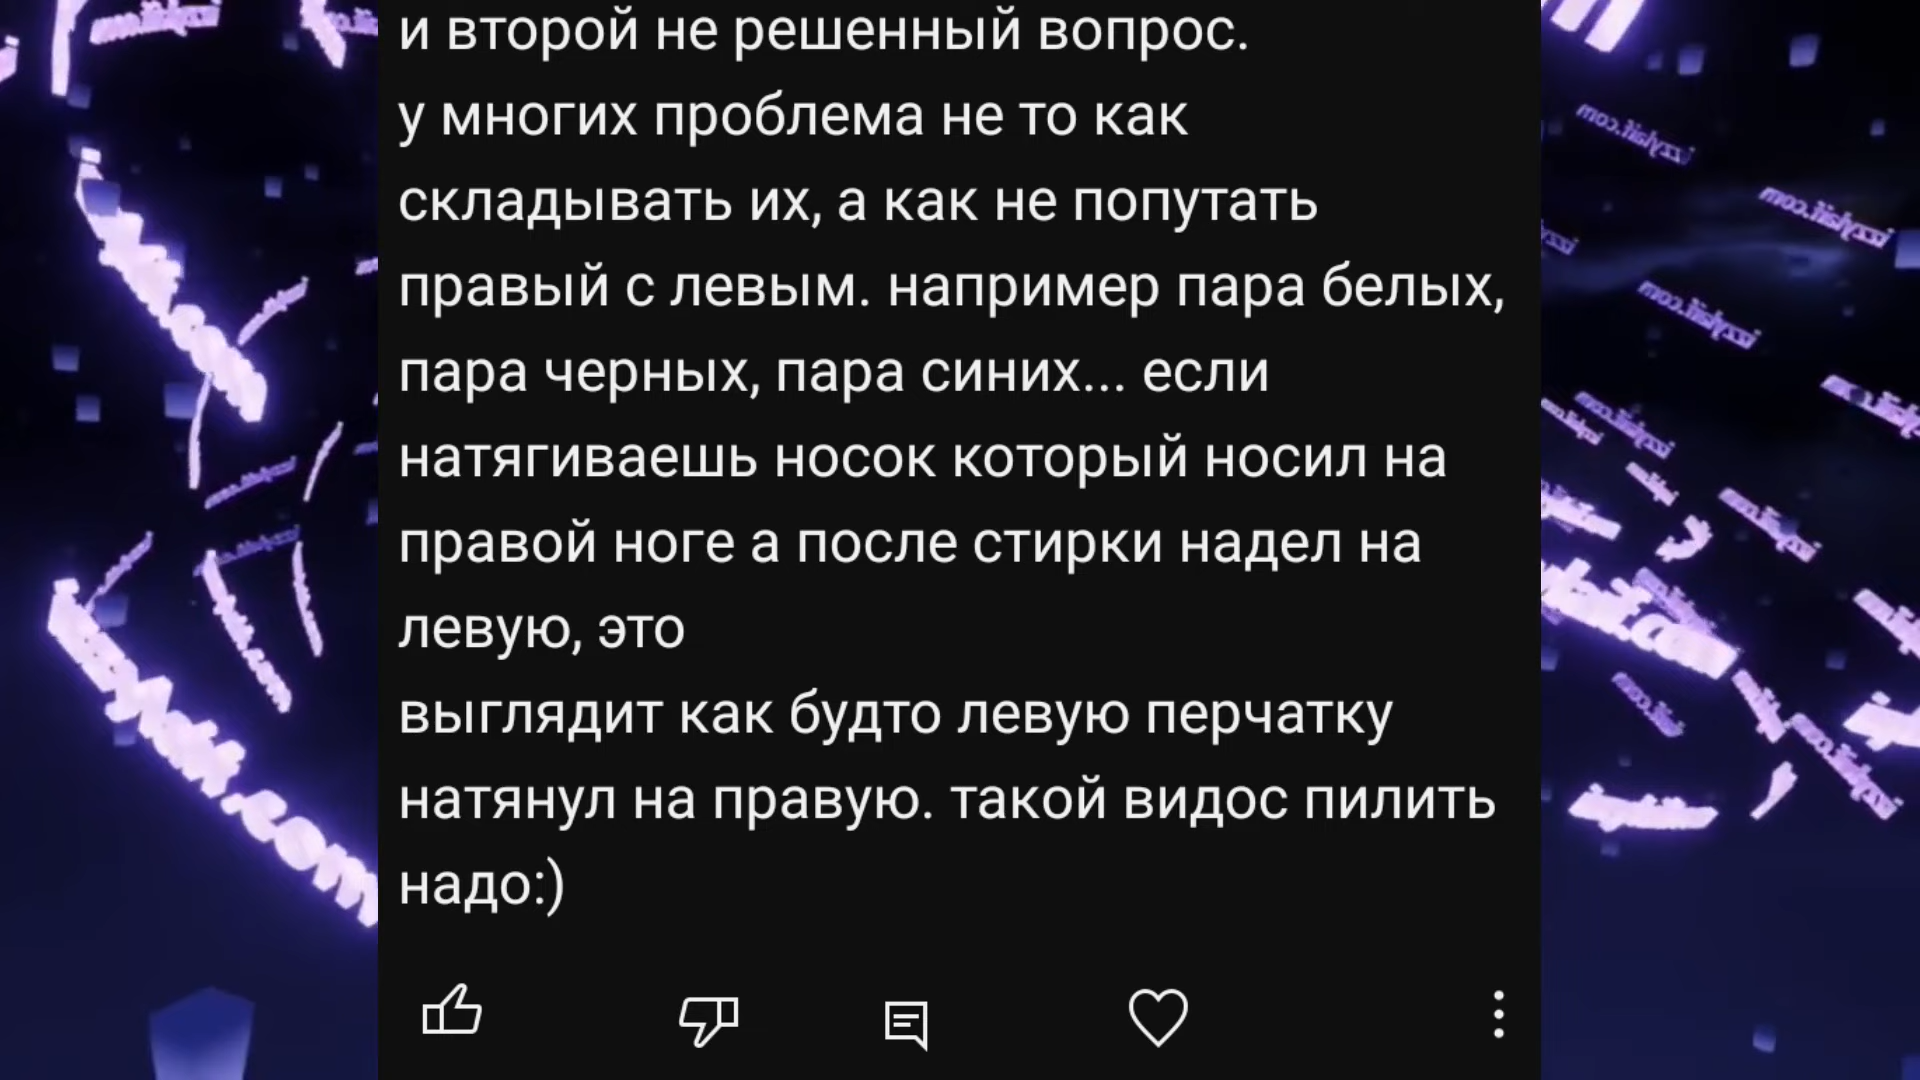 и второй не решенный вопрос.
у многих проблема не то как
складывать их, а как не попутать
правый с левым. например пара белых,
пара черных, пара синих... если
натягиваешь носок который носил на
правой ноге а после стирки надел на
левую, это
выглядит как будто левую перчатку
натянул на правую. такой видос пилить
надо:)